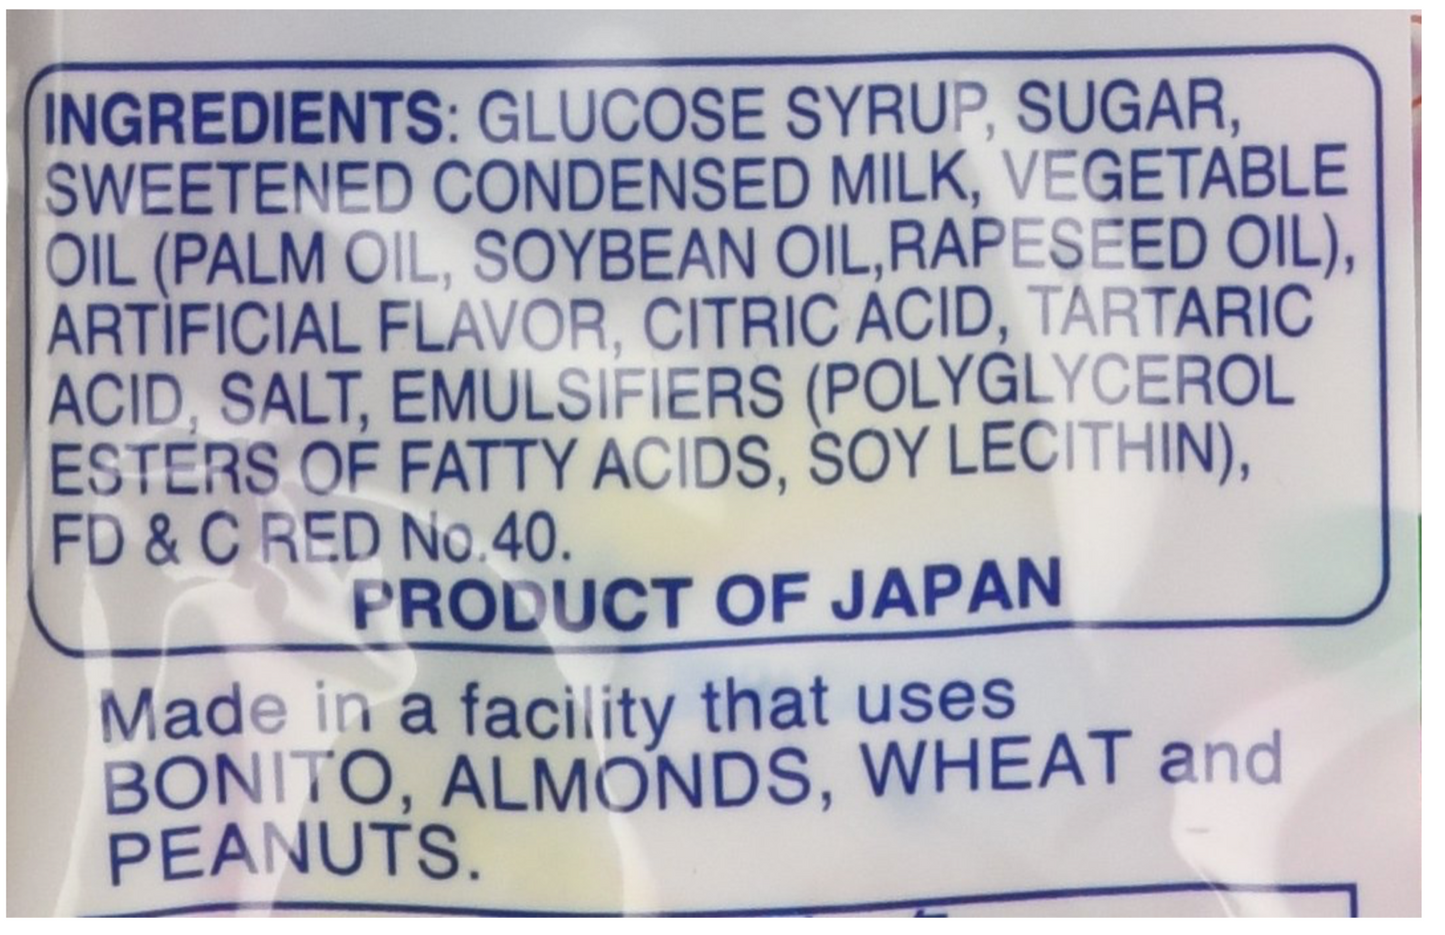 INGREDIENTS: GLUCOSE SYRUP, SUGAR,
SWEETENED CONDENSED MILK, VEGETABLE
OIL (PALM OIL, SOYBEAN OIL,RAPESEED OIL),
ARTIFICIAL FLAVOR, CITRIC ACID, TARTARIC
ACID, SALT, EMULSIFIERS (POLYGLYCEROL
ESTERS OF FATTY ACIDS, SOY LECITHIN),
FD & C RED No.40.
PRODUCT OF JAPAN
Made in a facility that uses
BONITO, ALMONDS, WHEAT and
PEANUTS.